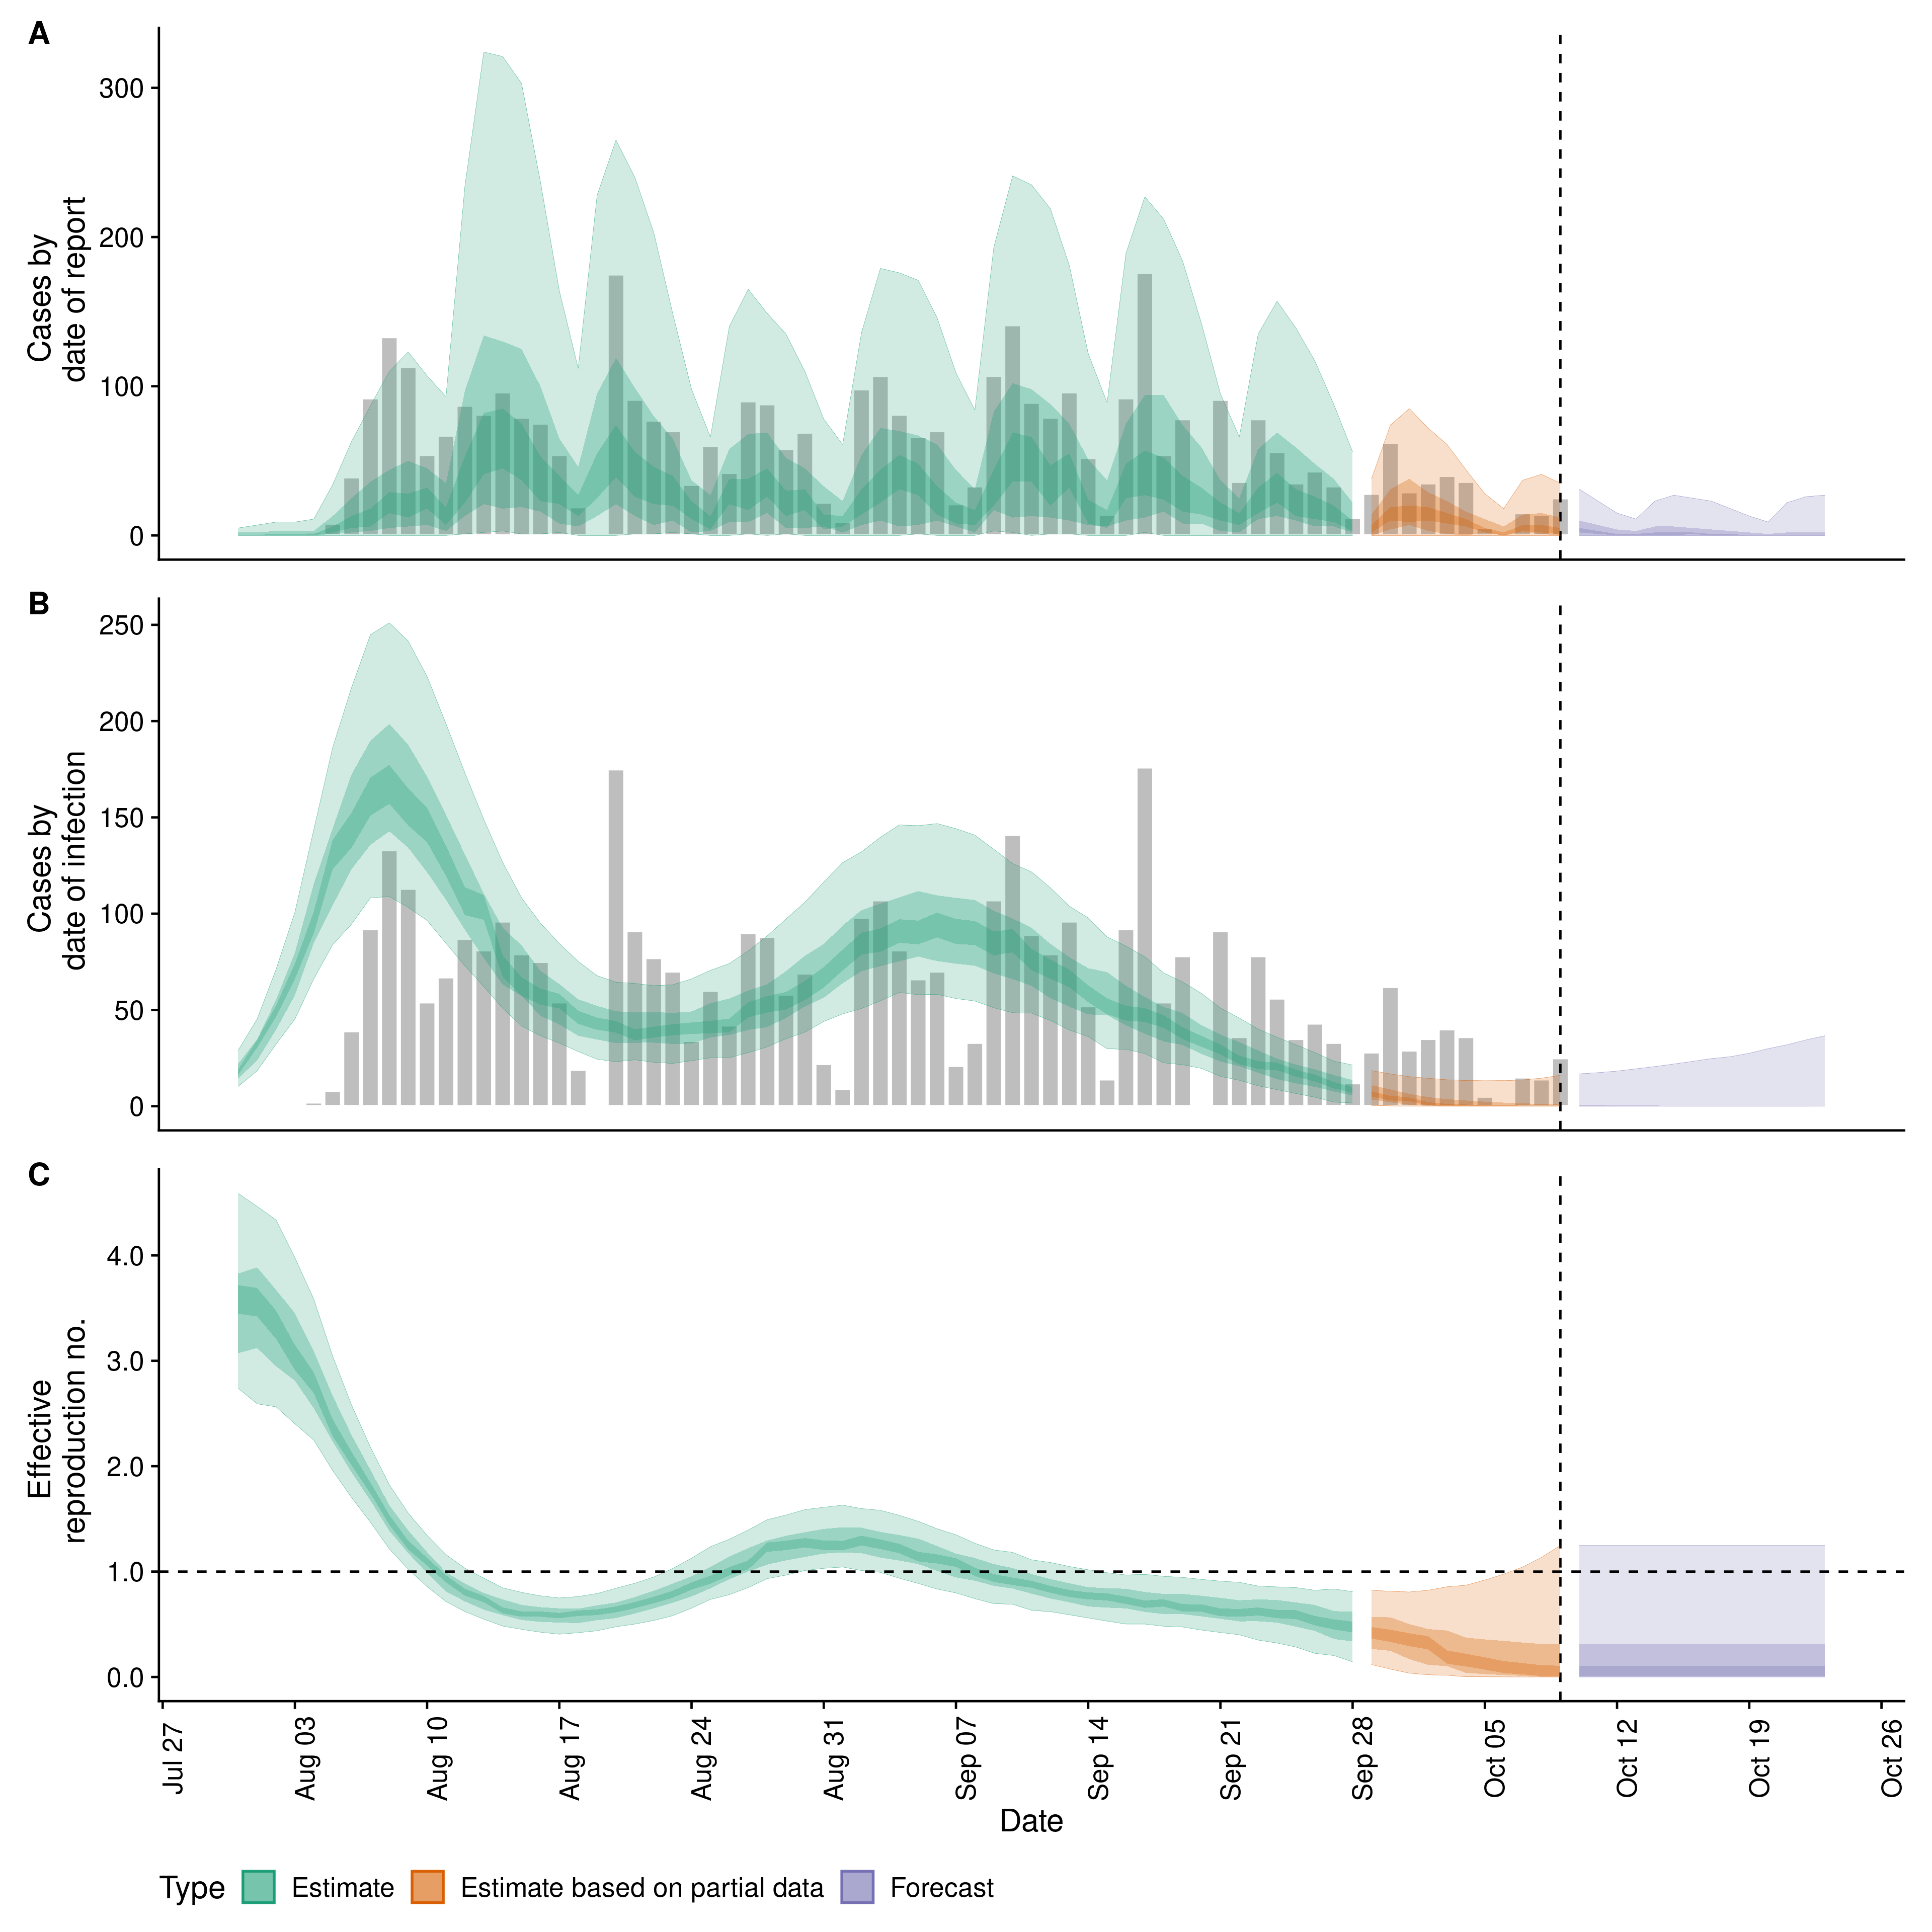 A
300
200
100
0
Cases by
date of report
B
250
200
150
100
50
0
Cases by
date of infection
C
4.0
3.0
2.0
1.0
0.0
Effective
reproduction no.
Jul 27
Aug 03
Aug 10
Aug 17
Aug 24
Aug 31
Sep 07
Sep 14
Sep 21
Sep 28
Oct 05
Oct 12
Oct 19
Oct 26
Date
Type Estimate Estimate based on partial data Forecast